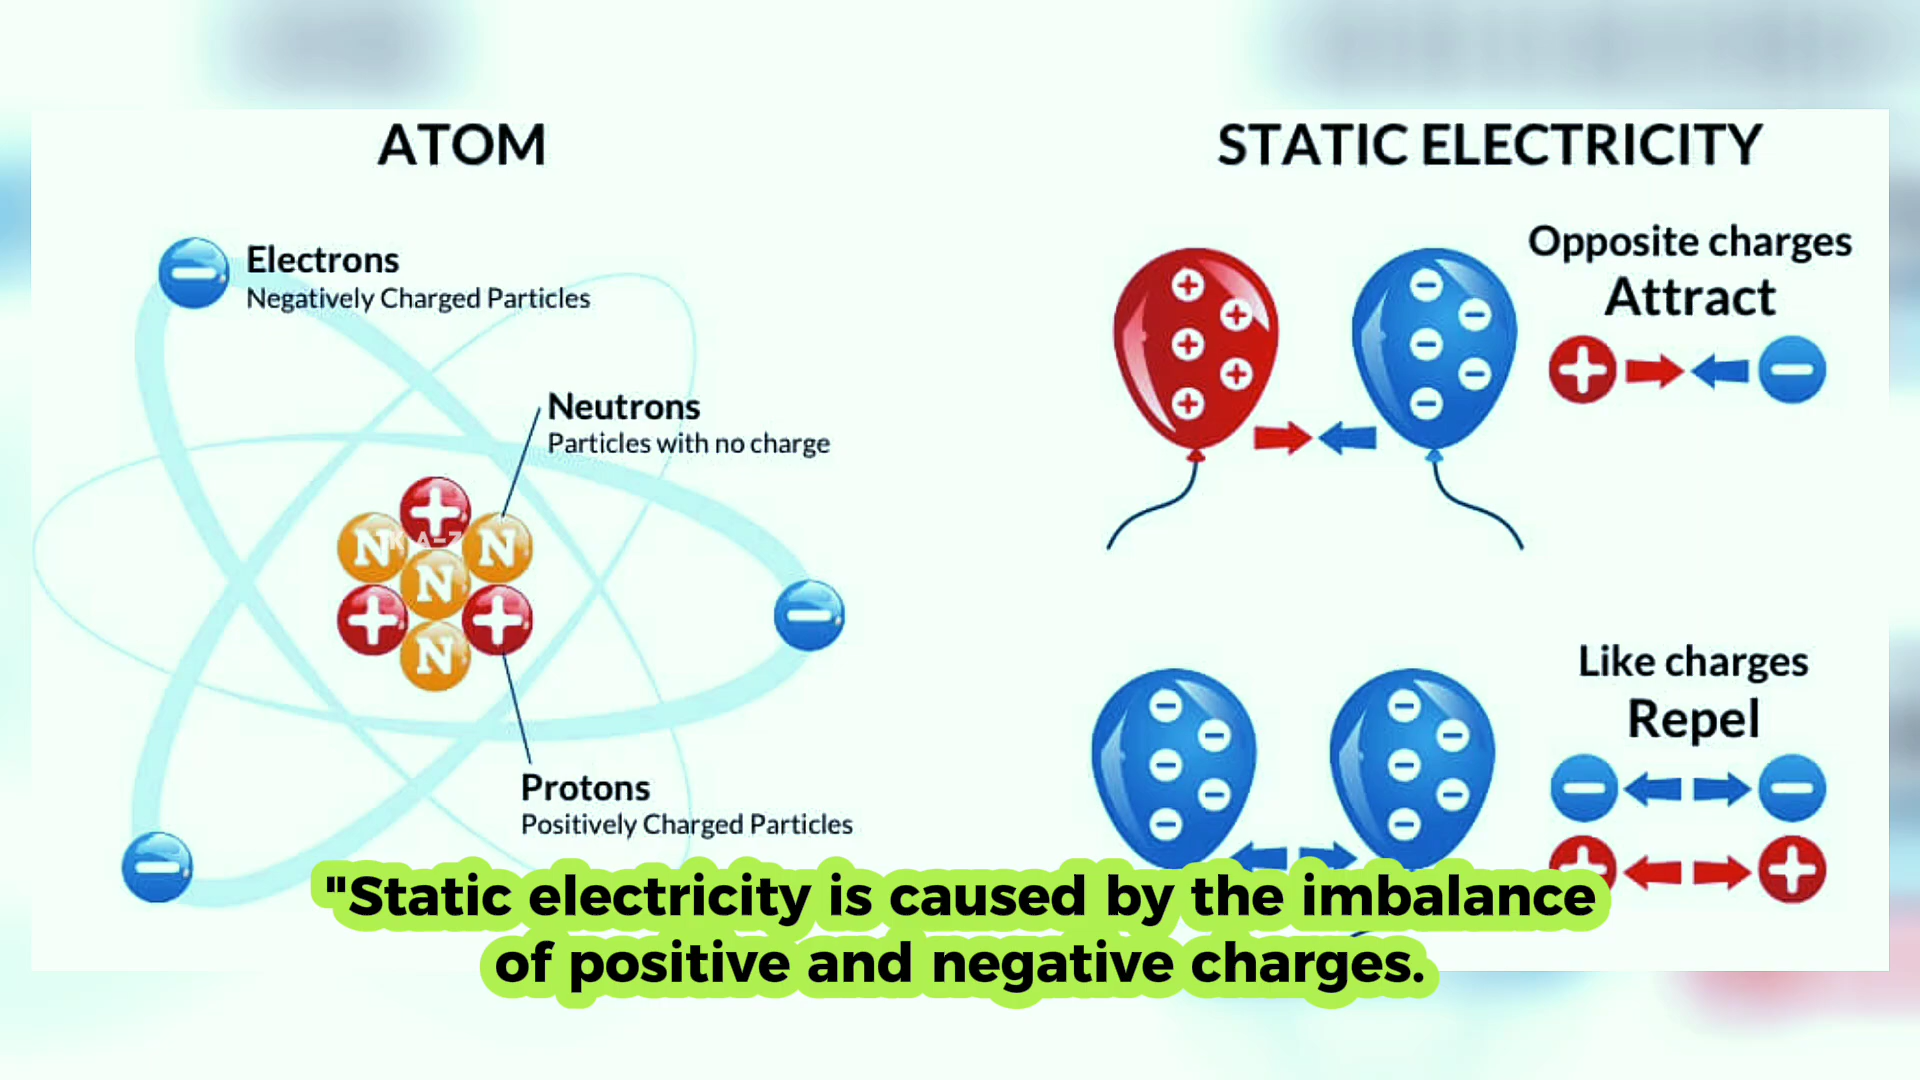 ATOM
STATIC ELECTRICITY
Electrons
Negatively Charged Particles
Neutrons
Particles with no charge
N
N
N
N
K A-Z
Protons
Positively Charged Particles
Opposite charges
Attract
Like charges
Repel
"Static electricity is caused by the imbalance
of positive and negative charges.